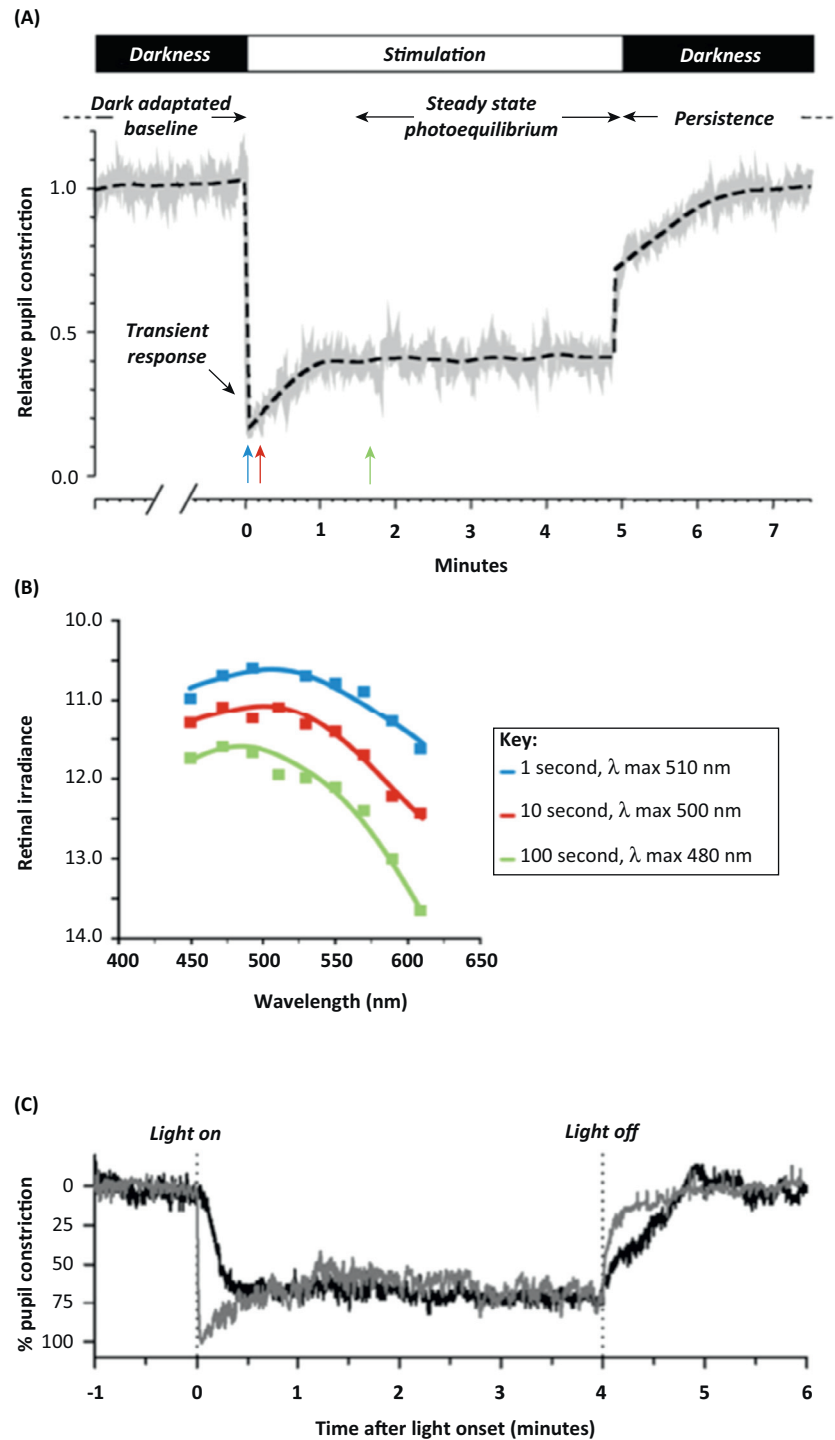 (A)
Darkness Stimulation Darkness
Dark adaptated
baseline
Steady state
photoequilibrium
Persistence
Relative pupil constriction
1.0
0.5
0.0
Transient
response
0 1 2 3 4 5 6 7
Minutes
(B)
Retinal irradiance
10.0
11.0
12.0
13.0
14.0
400 450 500 550 600 650
Wavelength (nm)
Key:
1 second, λ max 510 nm
10 second, λ max 500 nm
100 second, λ max 480 nm
(C)
Light on Light off
% pupil constriction
0
25
50
75
100
-1 0 1 2 3 4 5 6
Time after light onset (minutes)